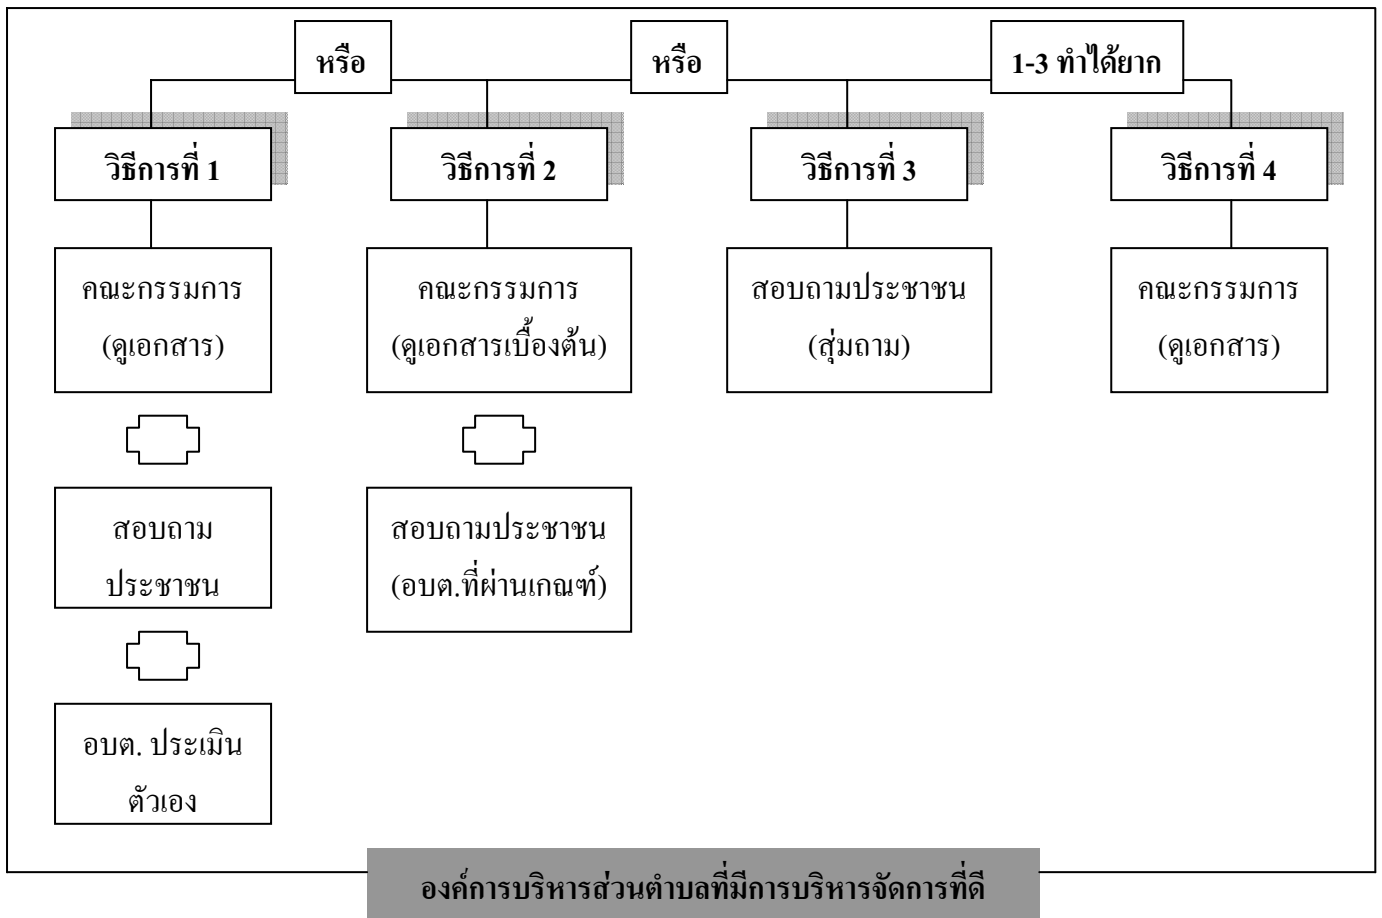 หรือ
หรือ
1-3 ทำได้ยาก
วิธีการที่ 1
วิธีการที่ 2
วิธีการที่ 3
วิธีการที่ 4
คณะกรรมการ
(ดูเอกสาร)
คณะกรรมการ
(ดูเอกสารเบื้องต้น)
สอบถามประชาชน
(สุ่มถาม)
คณะกรรมการ
(ดูเอกสาร)
สอบถาม
ประชาชน
สอบถามประชาชน
(อบต.ที่ผ่านเกณฑ์)
อบต. ประเมิน
ตัวเอง
องค์การบริหารส่วนตำบลที่มีการบริหารจัดการที่ดี